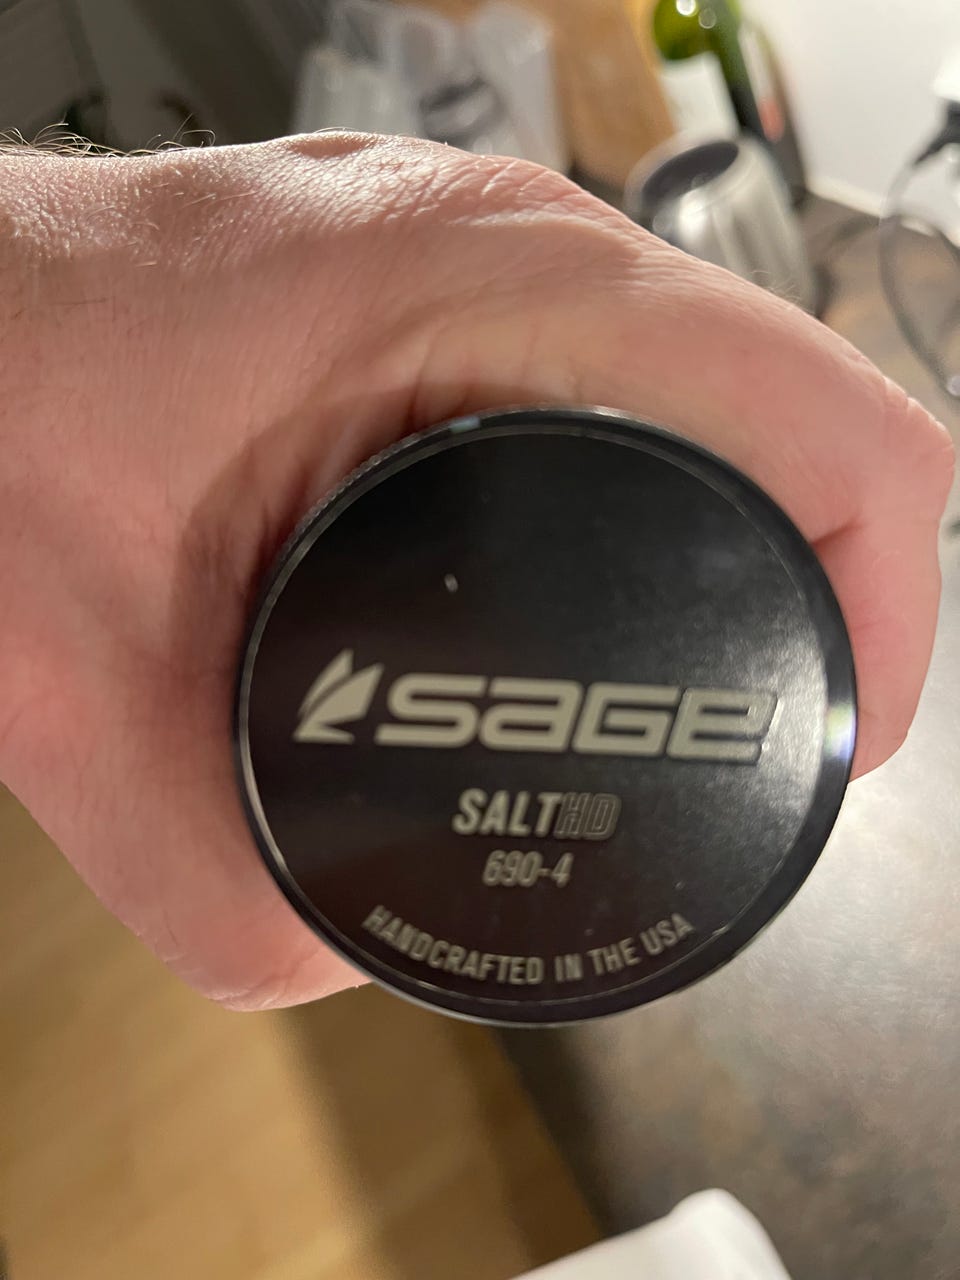 SAGE
SALTHD
690-4
HANDCRAFTED IN THE USA